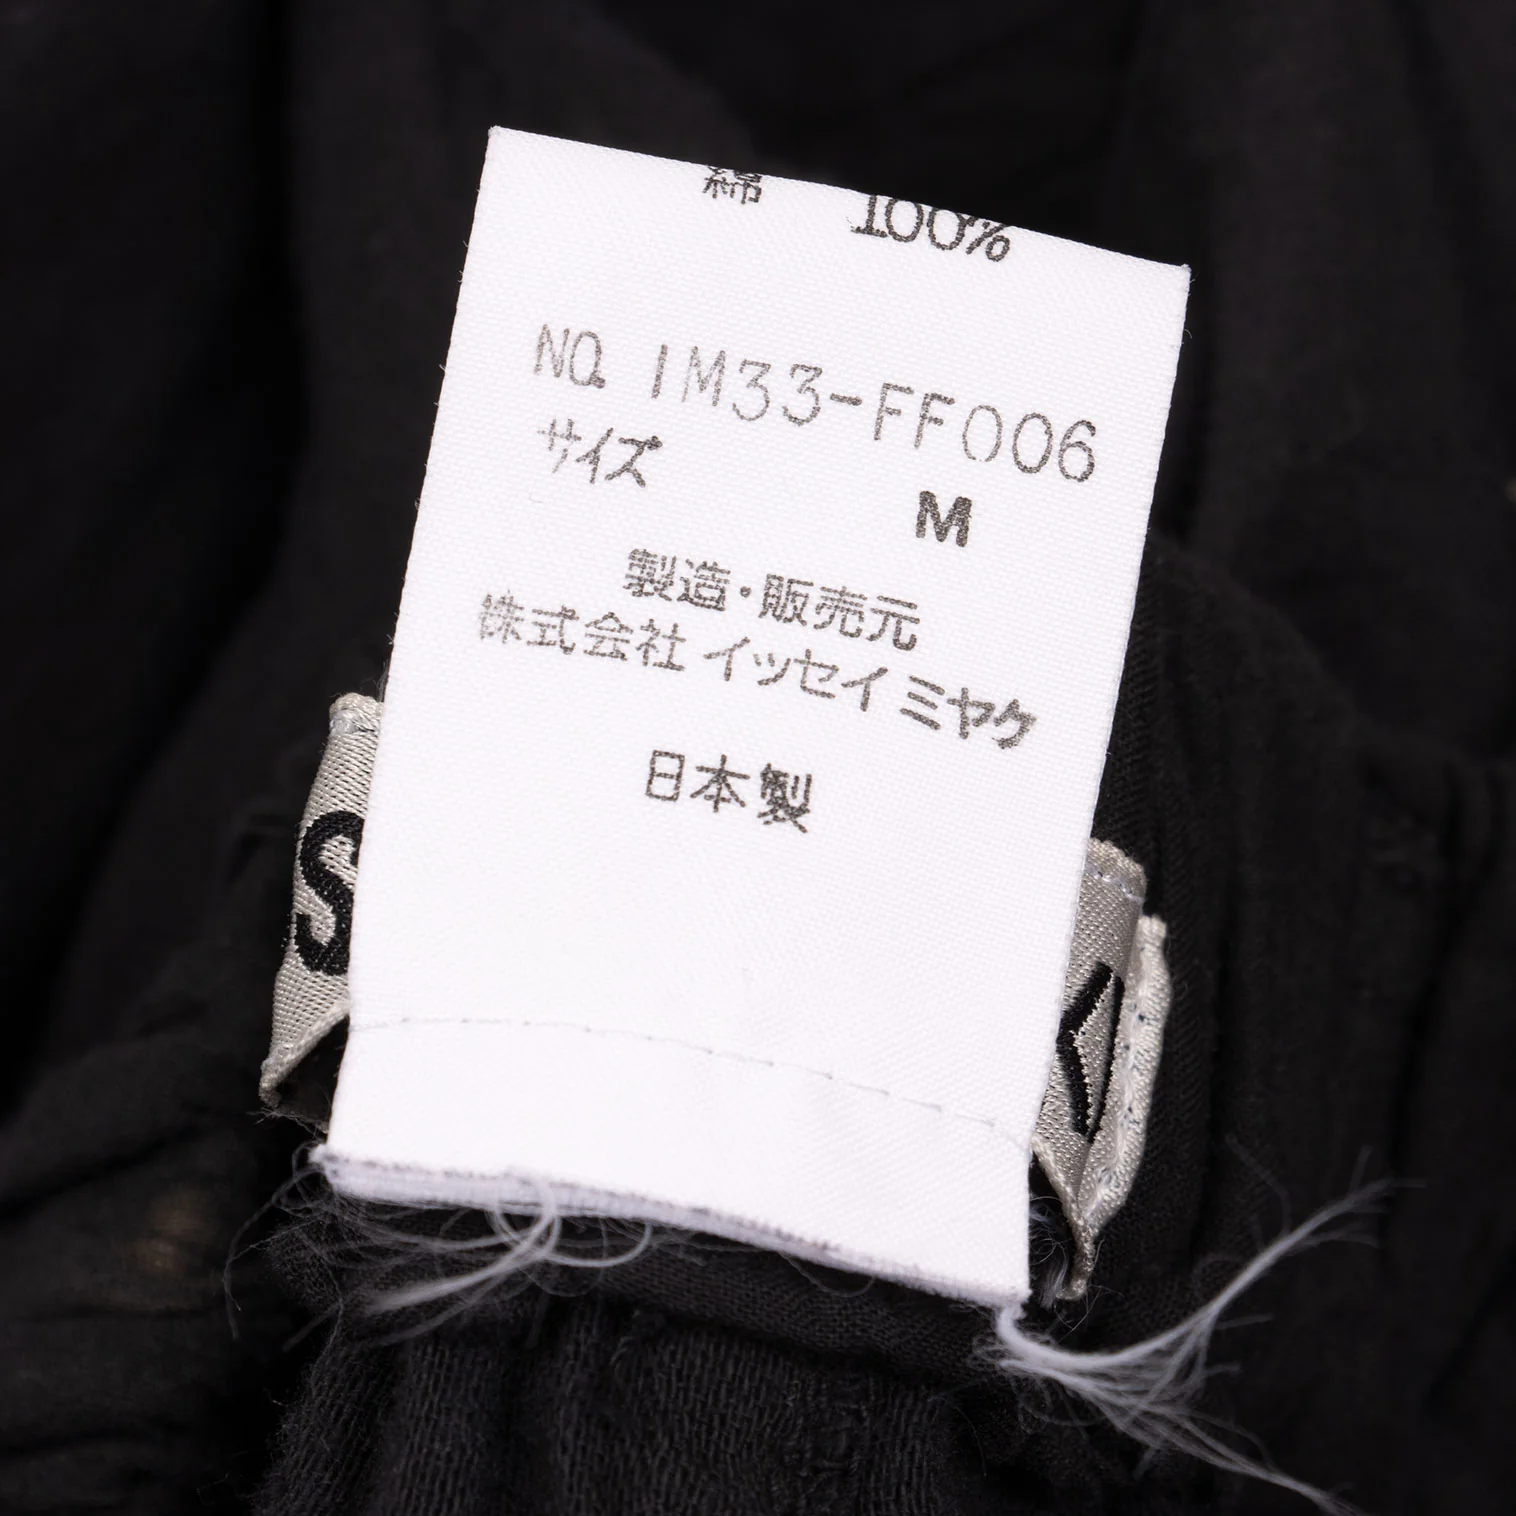 綿 100%
NO. IM33-FF006
サイズ M
製造・販売元
株式会社 イッセイミヤケ
日本製
S K